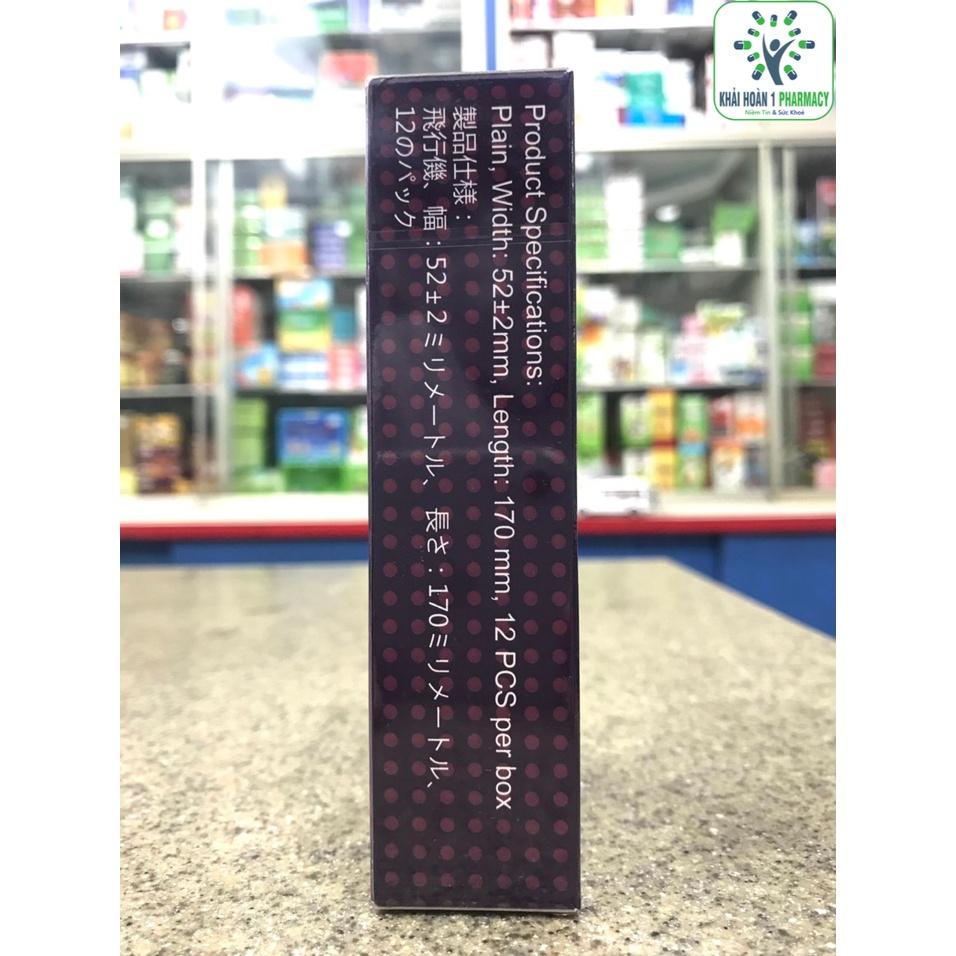 Product Specifications:
Plain, Width: 52±2mm, Length: 170 mm, 12 PCS per box
製品仕様：
飛行機、幅：52±2ミリメートル、長さ：170ミリメートル、
12のパック
KHẢI HOÀN 1 PHARMACY
Niềm Tin & Sức Khoẻ